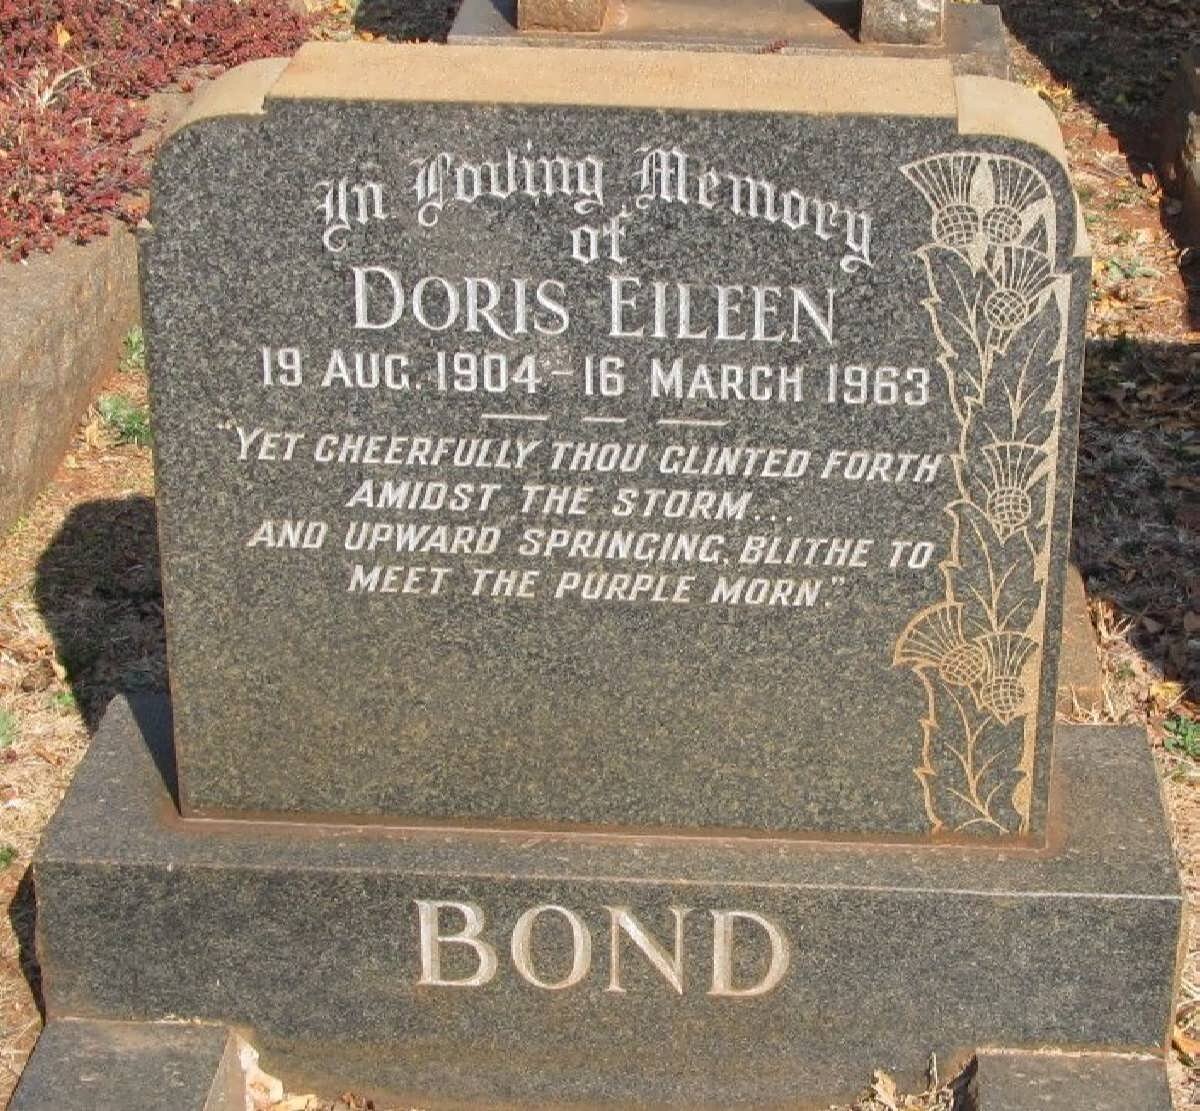 In Loving Memory
of
DORIS EILEEN
19 AUG. 1904 - 16 MARCH 1963
"YET CHEERFULLY THOU GLINTED FORTH
AMIDST THE STORM...
AND UPWARD SPRINGING, BLITHE TO
MEET THE PURPLE MORN."
BOND